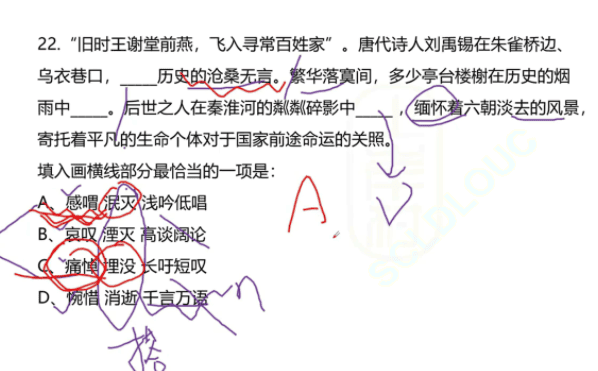 22.“旧时王谢堂前燕，飞入寻常百姓家”。唐代诗人刘禹锡在朱雀桥边、
乌衣巷口，____历史的沧桑无言。繁华落寞间，多少亭台楼榭在历史的烟
雨中____。后世之人在秦淮河的粼粼碎影中____，缅怀着六朝淡去的风景，
寄托着平凡的生命个体对于国家前途命运的关照。
填入画横线部分最恰当的一项是：
A、感喟 泯灭 浅吟低唱
B、哀叹 湮灭 高谈阔论
C、痛悼 埋没 长吁短叹
D、惋惜 消逝 千言万语
A
V
n